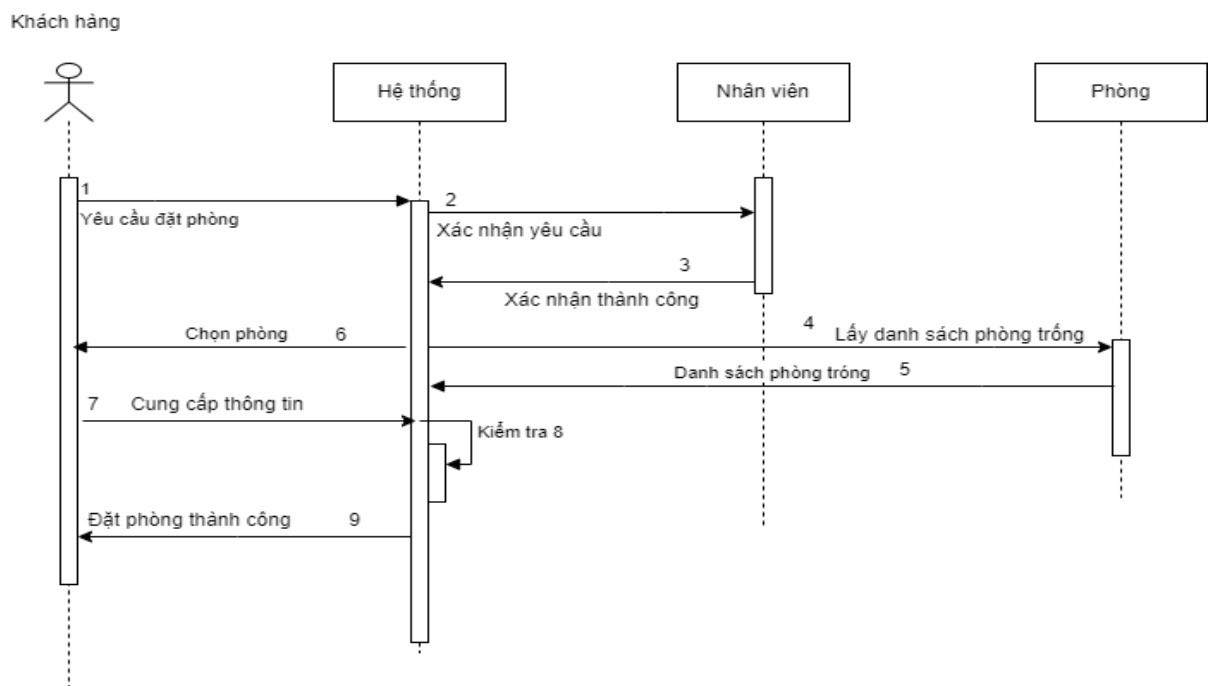 Khách hàng
Hệ thống
Nhân viên
Phòng
1
Yêu cầu đặt phòng
2
Xác nhận yêu cầu
3
Xác nhận thành công
4
Lấy danh sách phòng trống
Chọn phòng 6
Danh sách phòng tróng 5
7 Cung cấp thông tin
Kiểm tra 8
Đặt phòng thành công 9